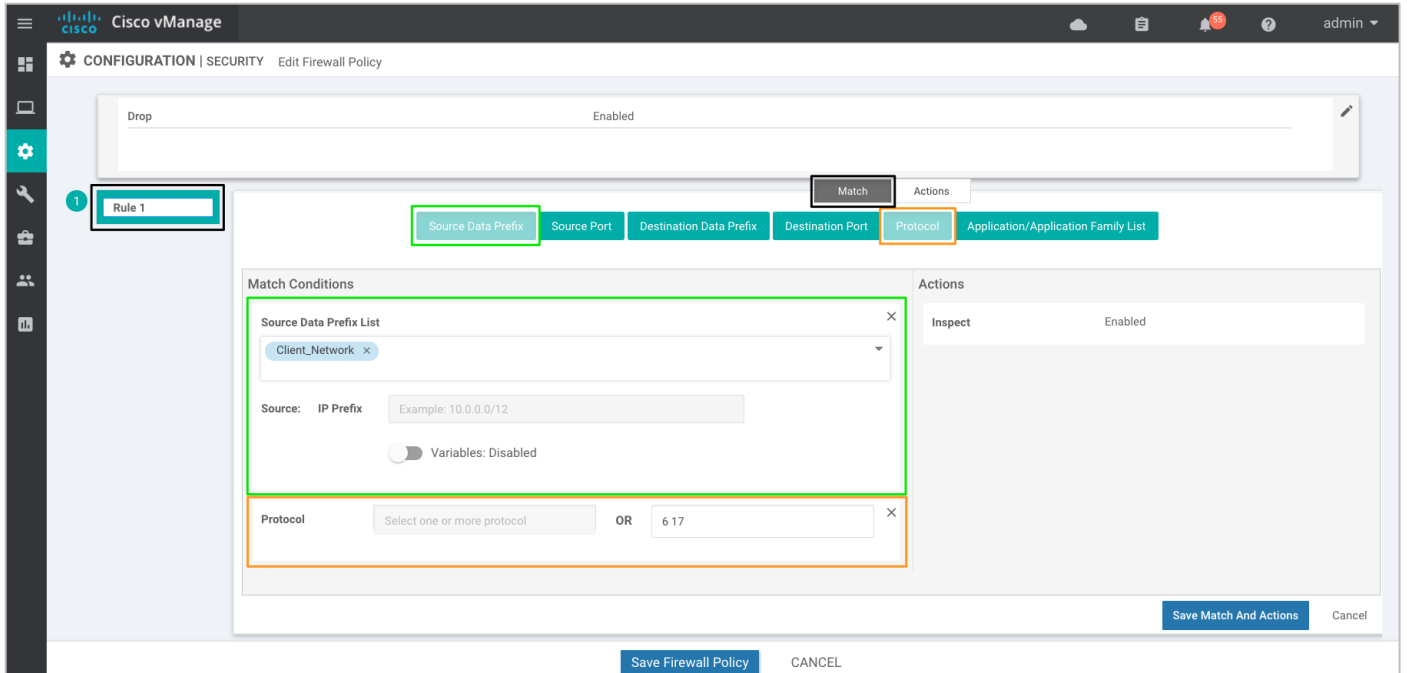 CISCO Cisco vManage 55 admin
CONFIGURATION | SECURITY Edit Firewall Policy
Drop Enabled
1 Rule 1
Match Actions
Source Data Prefix Source Port Destination Data Prefix Destination Port Protocol Application/Application Family List
Match Conditions
Source Data Prefix List
Client_Network ×
Source: IP Prefix Example: 10.0.0.0/12
Variables: Disabled
Protocol Select one or more protocol OR 6 17
Actions
Inspect Enabled
Save Match And Actions Cancel
Save Firewall Policy CANCEL